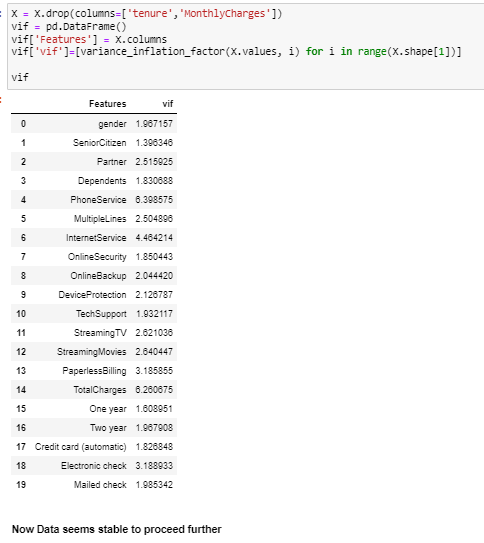 X = X.drop(columns=['tenure','MonthlyCharges'])
vif = pd.DataFrame()
vif['Features'] = X.columns
vif['vif']=[variance_inflation_factor(X.values, i) for i in range(X.shape[1])]
vif
Features vif
0 gender 1.967157
1 SeniorCitizen 1.396346
2 Partner 2.515925
3 Dependents 1.830688
4 PhoneService 6.398575
5 MultipleLines 2.504896
6 InternetService 4.464214
7 OnlineSecurity 1.850443
8 OnlineBackup 2.044420
9 DeviceProtection 2.126787
10 TechSupport 1.932117
11 StreamingTV 2.621036
12 StreamingMovies 2.640447
13 PaperlessBilling 3.185855
14 TotalCharges 6.260675
15 One year 1.608951
16 Two year 1.967908
17 Credit card (automatic) 1.826848
18 Electronic check 3.188933
19 Mailed check 1.985342
Now Data seems stable to proceed further